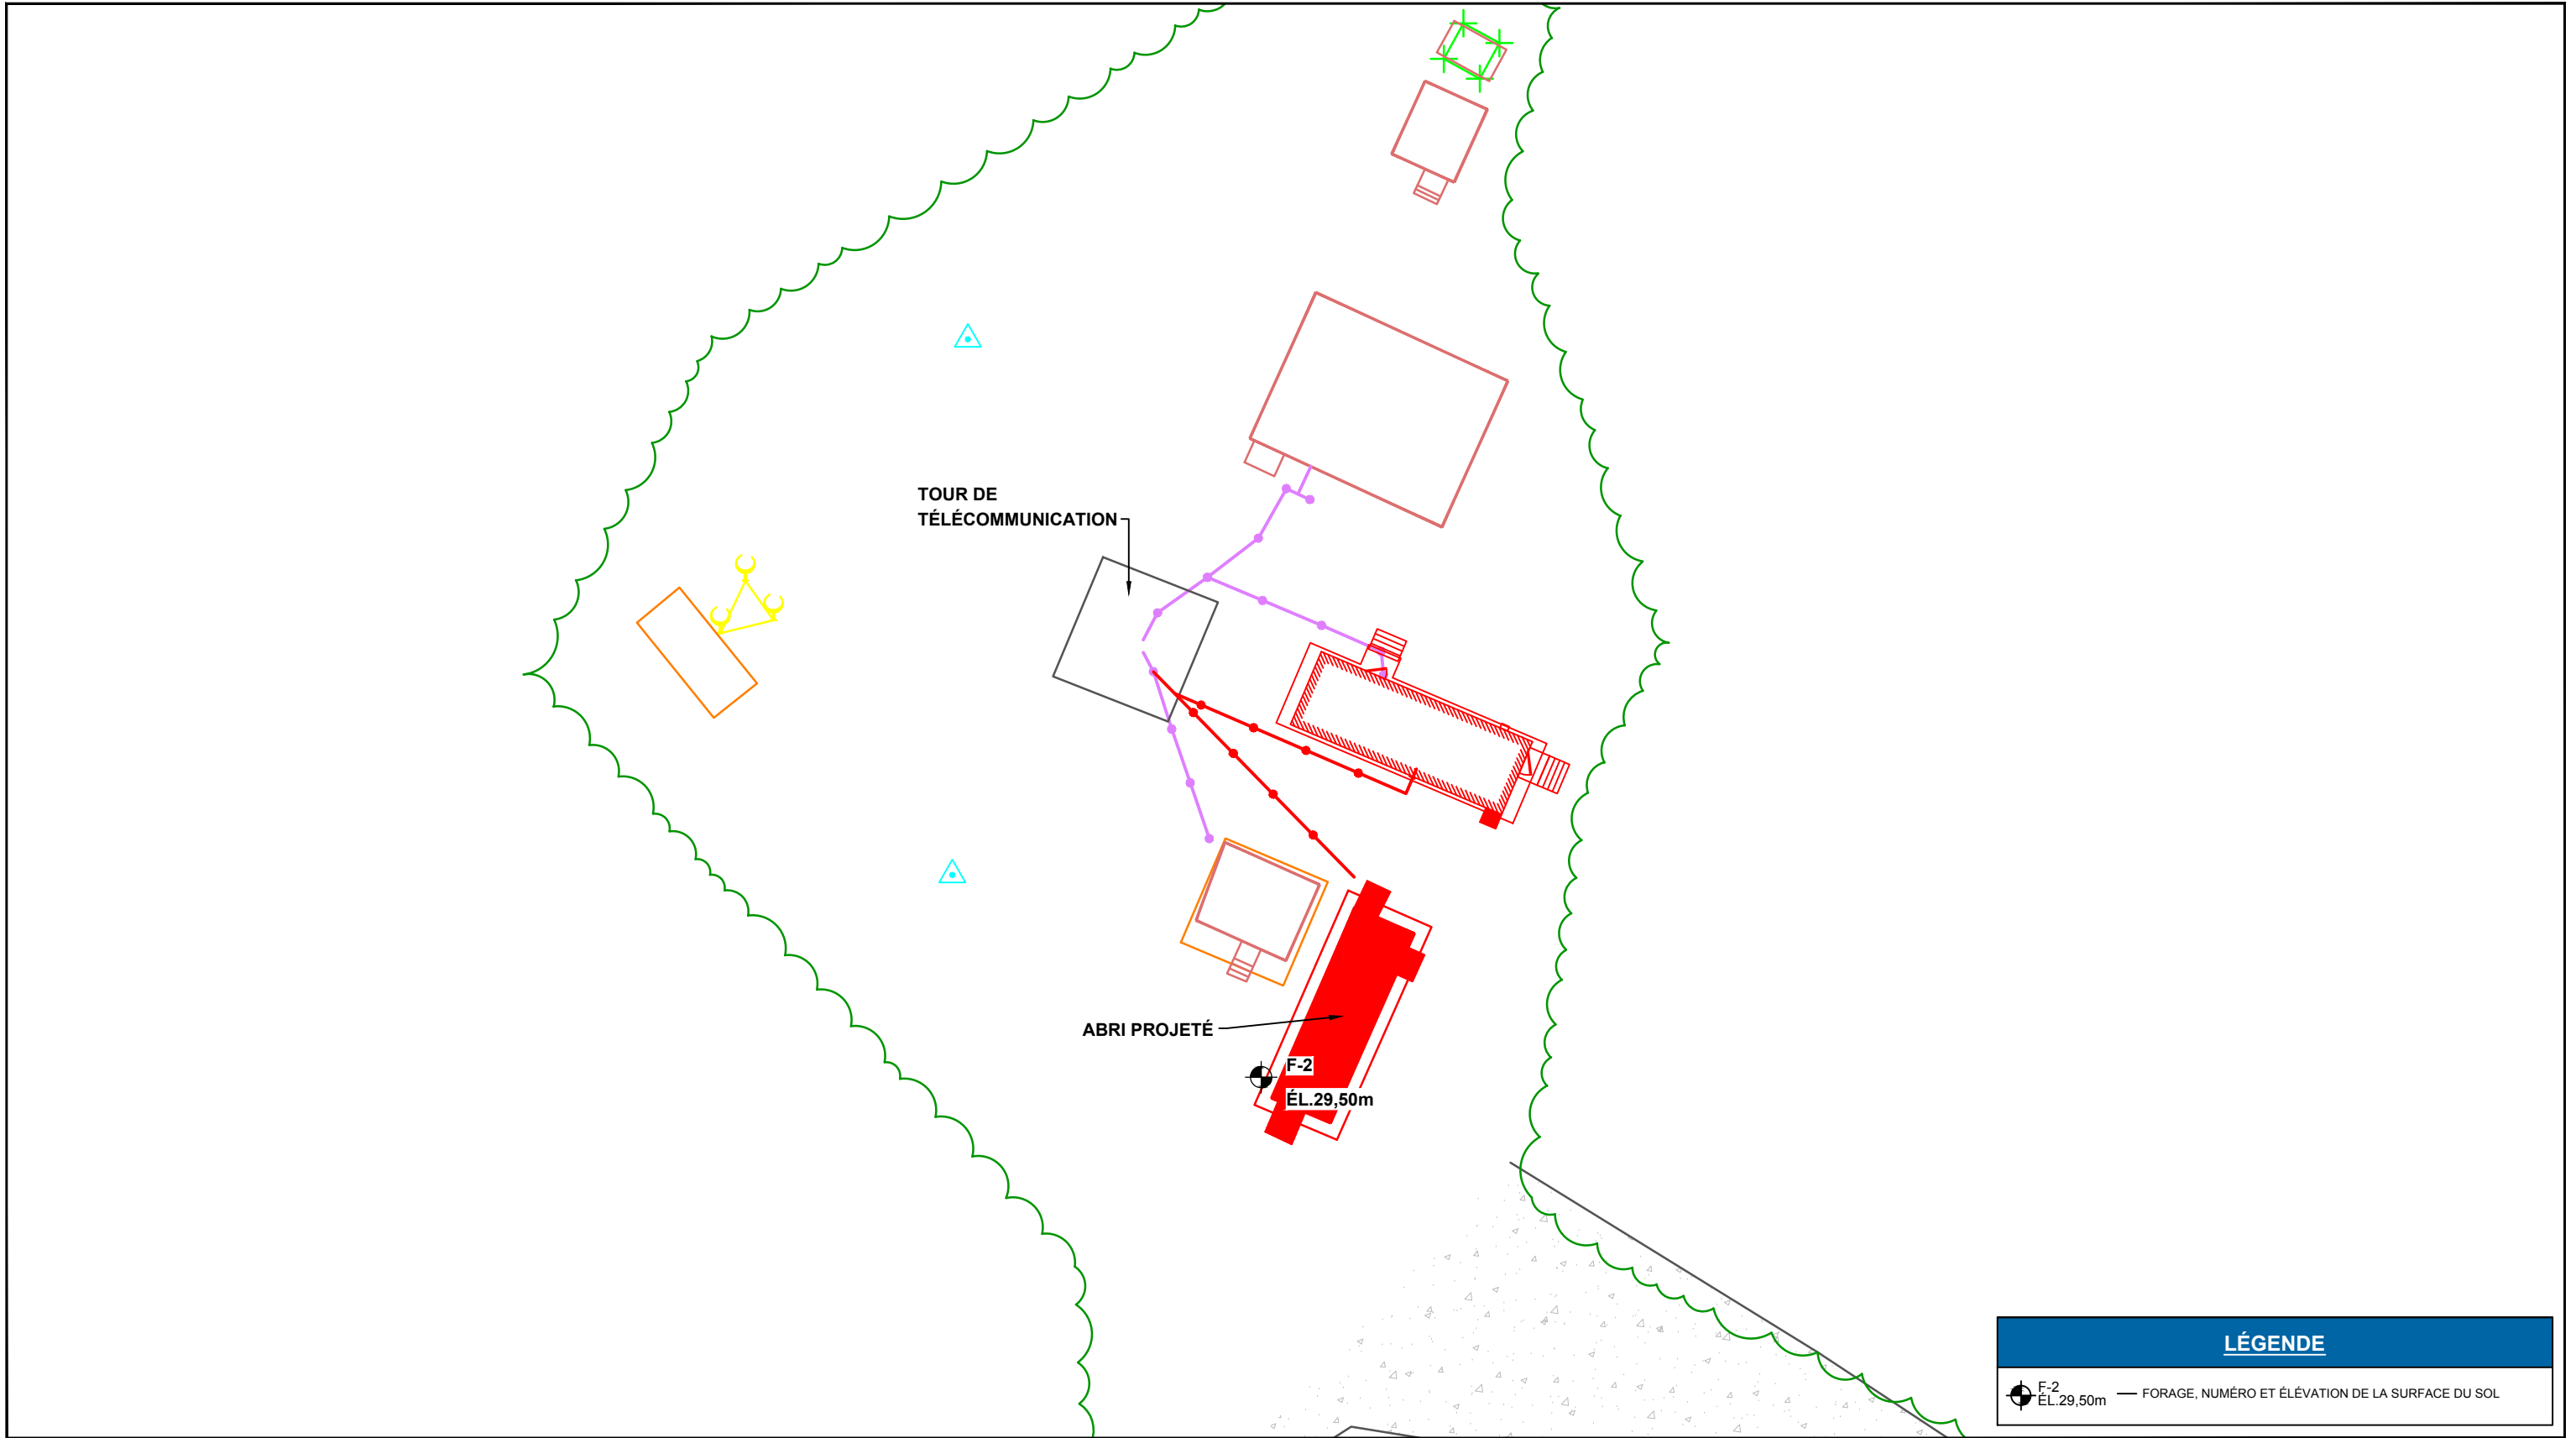 TOUR DE
TÉLÉCOMMUNICATION
ABRI PROJETÉ
F-2
ÉL.29,50m
LÉGENDE
F-2
ÉL.29,50m
FORAGE, NUMÉRO ET ÉLÉVATION DE LA SURFACE DU SOL